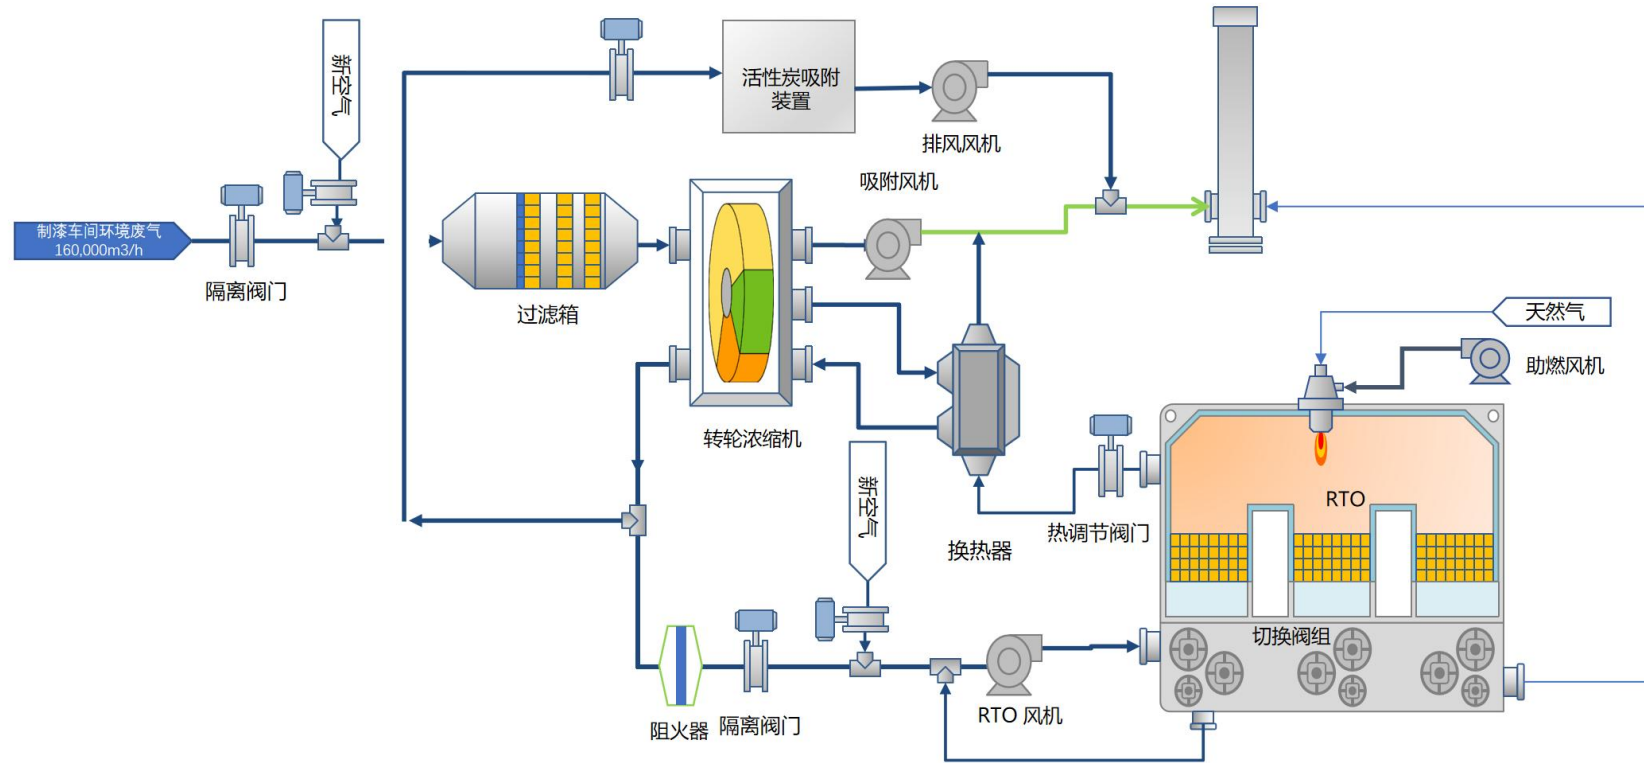 新空气
活性炭吸附
装置
排风风机
吸附风机
制漆车间环境废气
160,000m3/h
隔离阀门
过滤箱
天然气
助燃风机
转轮浓缩机
新空气
换热器
热调节阀门
RTO
切换阀组
阻火器
隔离阀门
RTO 风机